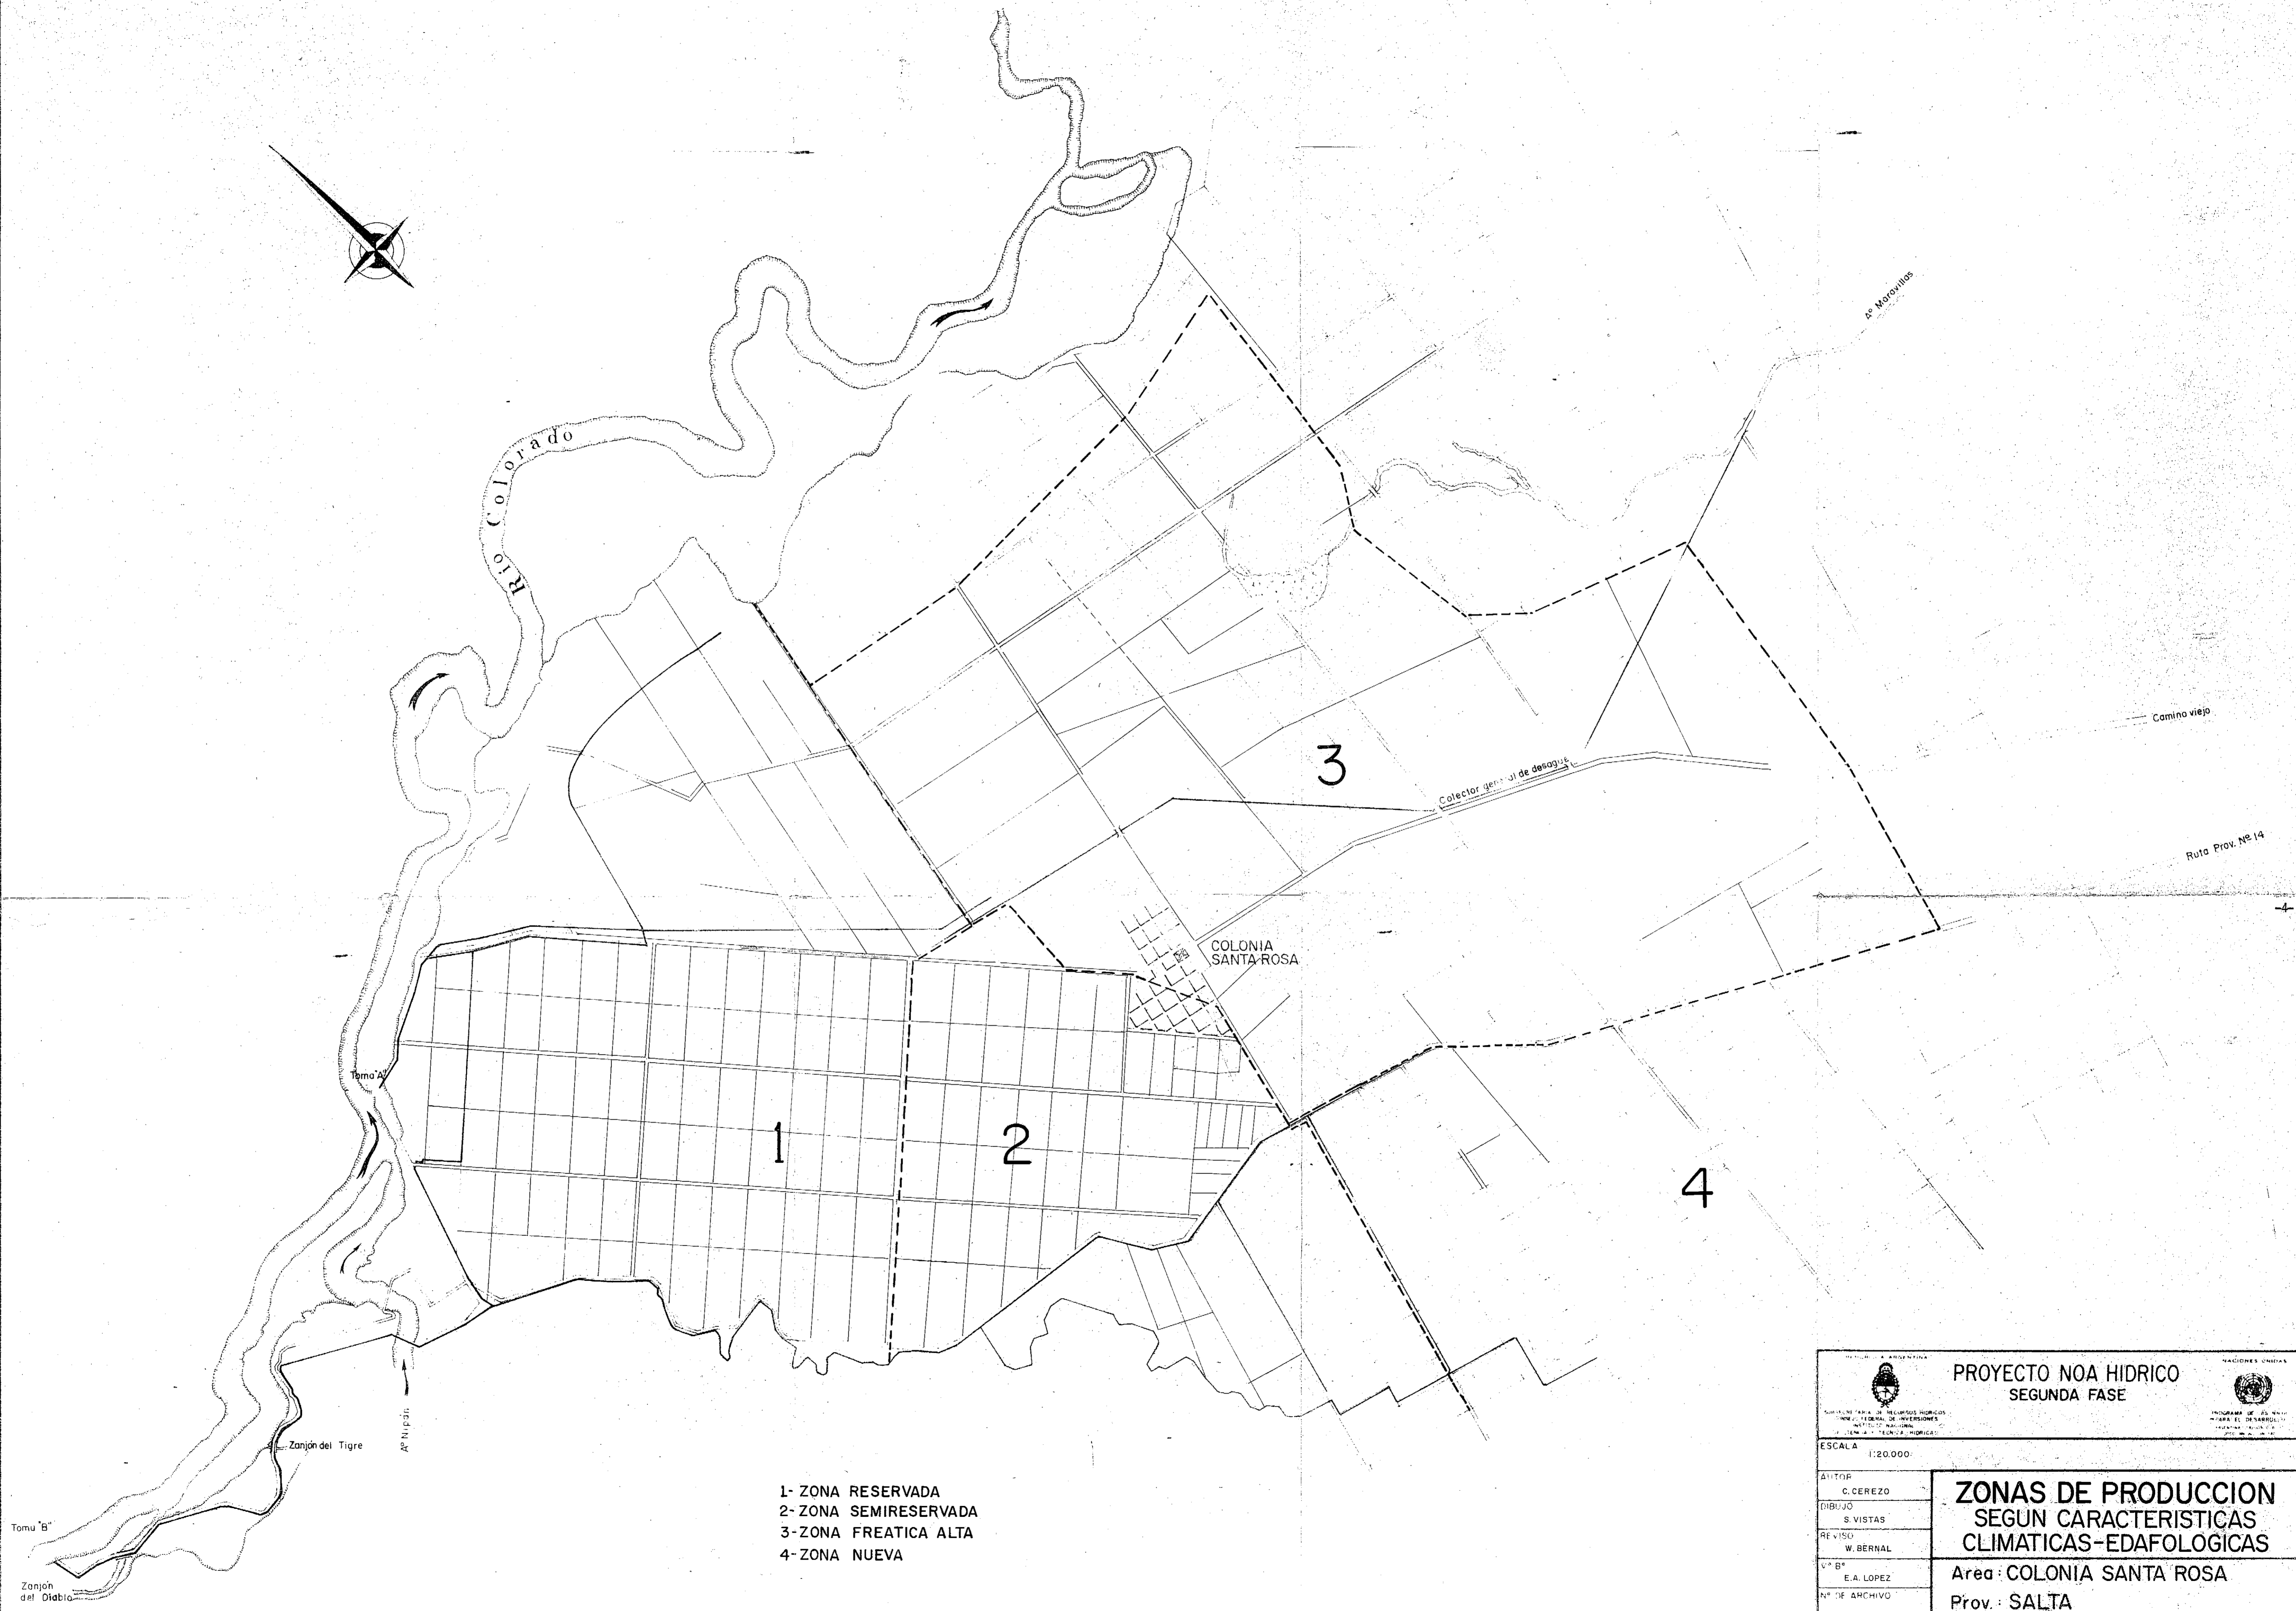 Aº Maravillas
Río Colorado
Camino viejo
3
Colector general de desague
Ruta Prov. Nº 14
-4-
COLONIA
SANTA ROSA
Toma "A"
1
2
4
Aº Nipán
Zanjón del Tigre
Toma "B"
Zanjón
del Diablo
1- ZONA RESERVADA
2- ZONA SEMIRESERVADA
3- ZONA FREATICA ALTA
4- ZONA NUEVA
NACIONES UNIDAS
PROYECTO NOA HIDRICO
SEGUNDA FASE
ESCALA
1:20.000
AUTOR
C. CEREZO
DIBUJO
S. VISTAS
REVISO
W. BERNAL
Vº Bº
E.A. LOPEZ
Nº DE ARCHIVO
ZONAS DE PRODUCCION
SEGUN CARACTERISTICAS
CLIMATICAS-EDAFOLOGICAS
Area: COLONIA SANTA ROSA
Prov.: SALTA